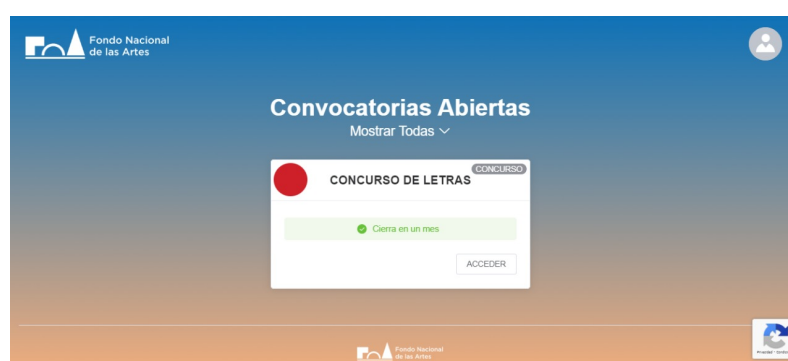 Fondo Nacional
de las Artes
Convocatorias Abiertas
Mostrar Todas
CONCURSO
CONCURSO DE LETRAS
Cierra en un mes
ACCEDER
Fondo Nacional
de las Artes